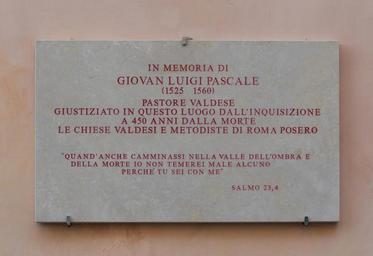 IN MEMORIA DI
GIOVAN LUIGI PASCALE
(1525 1560)
PASTORE VALDESE
GIUSTIZIATO IN QUESTO LUOGO DALL'INQUISIZIONE
A 450 ANNI DALLA MORTE
LE CHIESE VALDESI E METODISTE DI ROMA POSERO
"QUAND'ANCHE CAMMINASSI NELLA VALLE DELL'OMBRA E
DELLA MORTE IO NON TEMEREI MALE ALCUNO
PERCHE TU SEI CON ME"
SALMO 23,4